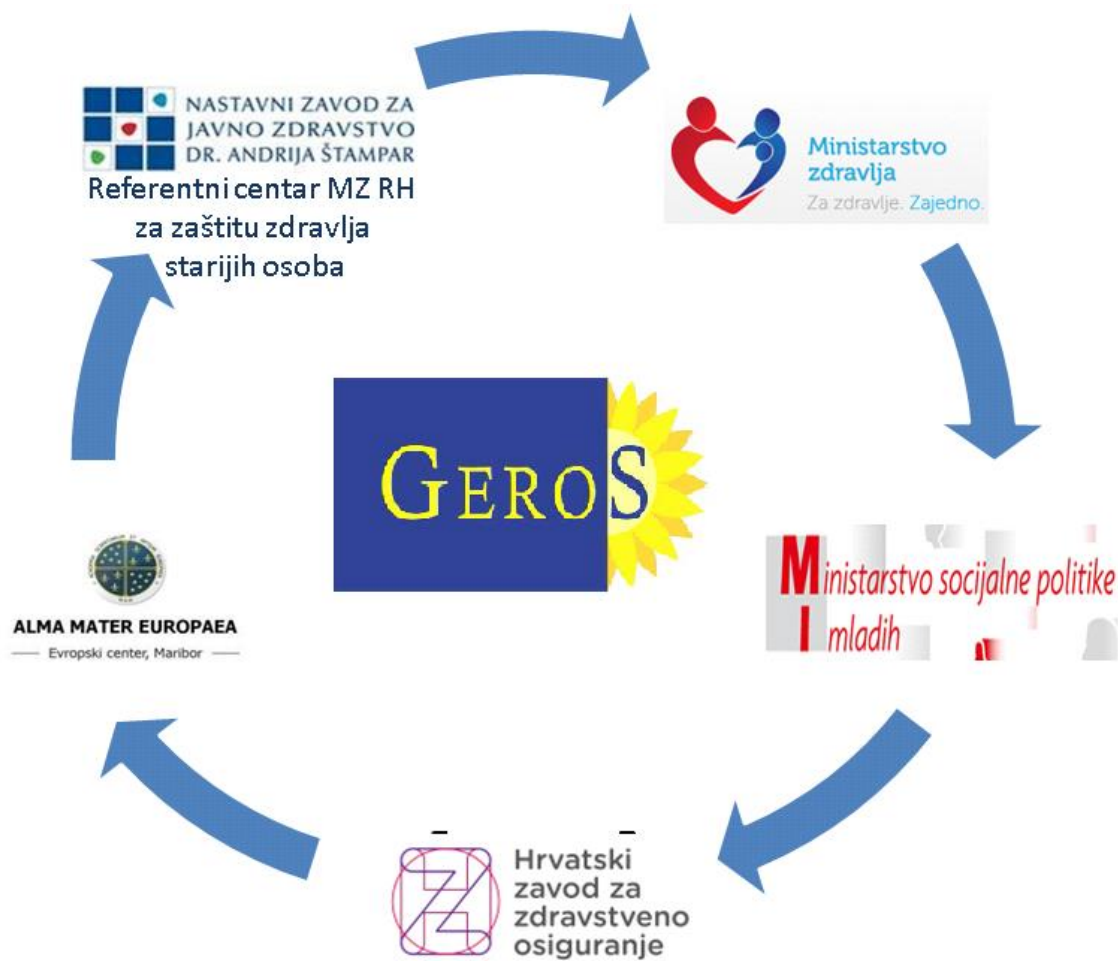 NASTAVNI ZAVOD ZA
JAVNO ZDRAVSTVO
DR. ANDRIJA ŠTAMPAR
Referentni centar MZ RH
za zaštitu zdravlja
starijih osoba
Ministarstvo
zdravlja
Za zdravlje. Zajedno.
GEROS
ALMA MATER EUROPAEA
Evropski center, Maribor
Ministarstvo socijalne politike
I mladih
Hrvatski
zavod za
zdravstveno
osiguranje